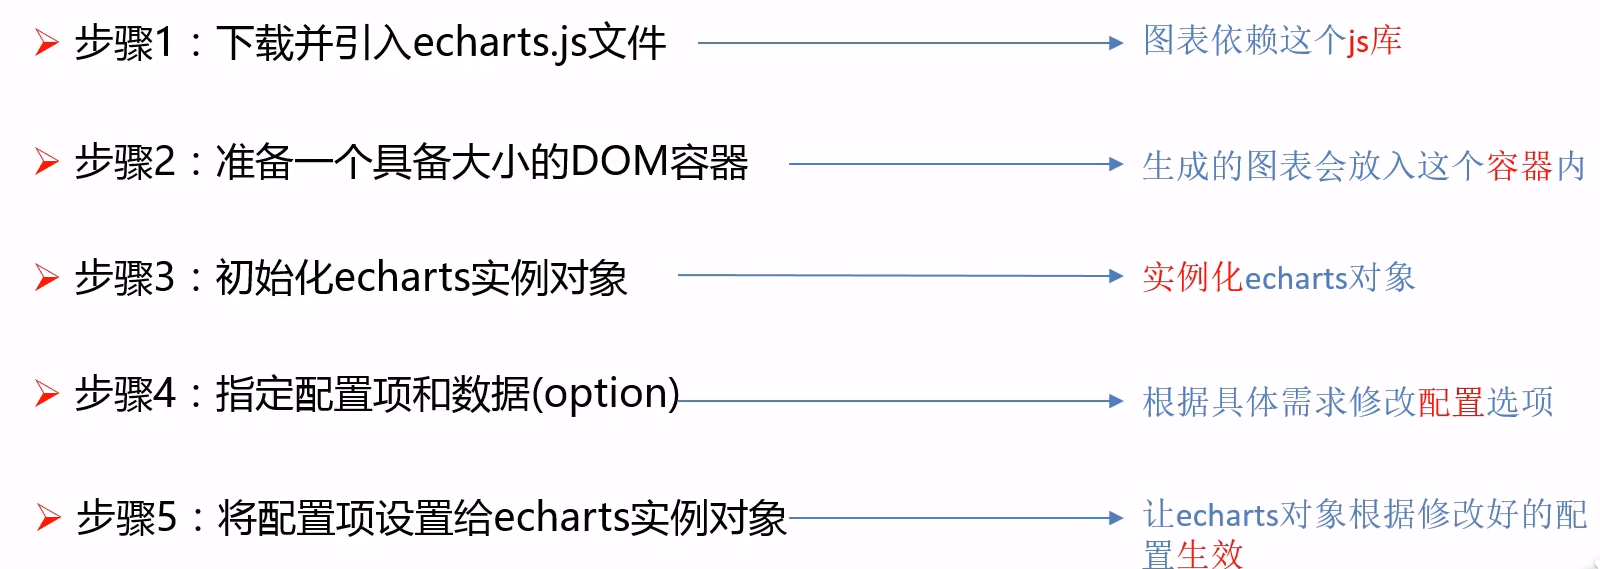 步骤1：下载并引入echarts.js文件
图表依赖这个js库
步骤2：准备一个具备大小的DOM容器
生成的图表会放入这个容器内
步骤3：初始化echarts实例对象
实例化echarts对象
步骤4：指定配置项和数据(option)
根据具体需求修改配置选项
步骤5：将配置项设置给echarts实例对象
让echarts对象根据修改好的配
置生效